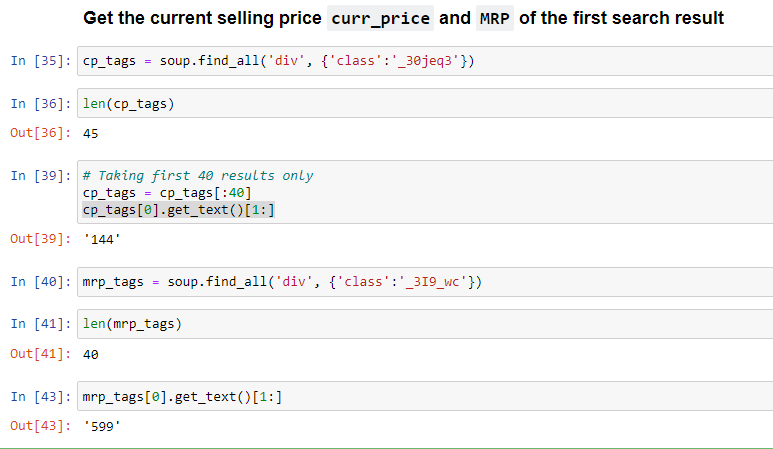 Get the current selling price curr_price and MRP of the first search result
In [35]: cp_tags = soup.find_all('div', {'class':'_30jeq3'})
In [36]: len(cp_tags)
Out[36]: 45
In [39]: # Taking first 40 results only
cp_tags = cp_tags[:40]
cp_tags[0].get_text()[1:]
Out[39]: '144'
In [40]: mrp_tags = soup.find_all('div', {'class':'_3I9_wc'})
In [41]: len(mrp_tags)
Out[41]: 40
In [43]: mrp_tags[0].get_text()[1:]
Out[43]: '599'